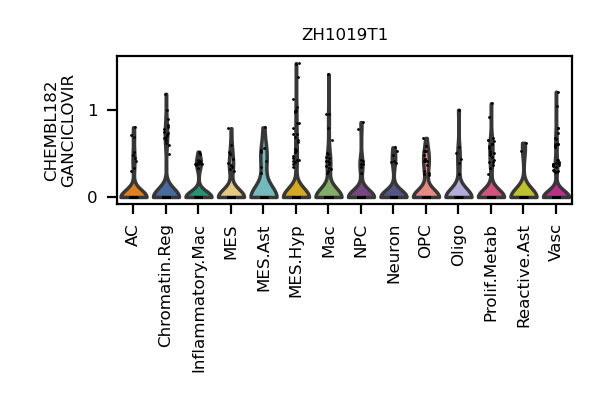 ZH1019T1
CHEMBL182
GANCICLOVIR
1
0
AC
Chromatin.Reg
Inflammatory.Mac
MES
MES.Ast
MES.Hyp
Mac
NPC
Neuron
OPC
Oligo
Prolif.Metab
Reactive.Ast
Vasc